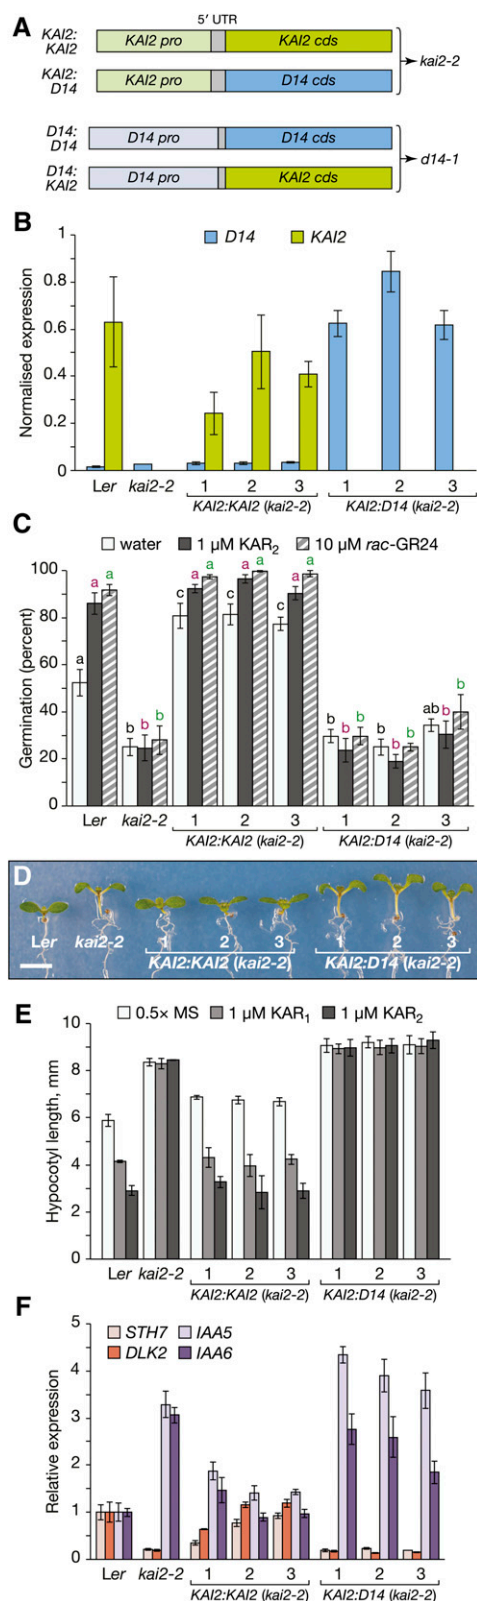 A
5′ UTR
KAI2:
KAI2
KAI2 pro
KAI2 cds
kai2-2
KAI2:
D14
KAI2 pro
D14 cds
D14:
D14
D14 pro
D14 cds
d14-1
D14:
KAI2
D14 pro
KAI2 cds
B
D14 KAI2
Normalised expression
1
0.8
0.6
0.4
0.2
0
Ler kai2-2 1 2 3 1 2 3
KAI2:KAI2 (kai2-2) KAI2:D14 (kai2-2)
C
water 1 μM KAR2 10 μM rac-GR24
Germination (percent)
100
80
60
40
20
0
a a a b b b c a a c a a c a a b b b b b b ab b b
Ler kai2-2 1 2 3 1 2 3
KAI2:KAI2 (kai2-2) KAI2:D14 (kai2-2)
D
Ler kai2-2 1 2 3 1 2 3
KAI2:KAI2 (kai2-2) KAI2:D14 (kai2-2)
E
0.5× MS 1 μM KAR1 1 μM KAR2
Hypocotyl length, mm
10
8
6
4
2
0
Ler kai2-2 1 2 3 1 2 3
KAI2:KAI2 (kai2-2) KAI2:D14 (kai2-2)
F
STH7 IAA5
DLK2 IAA6
Relative expression
5
4
3
2
1
0
Ler kai2-2 1 2 3 1 2 3
KAI2:KAI2 (kai2-2) KAI2:D14 (kai2-2)